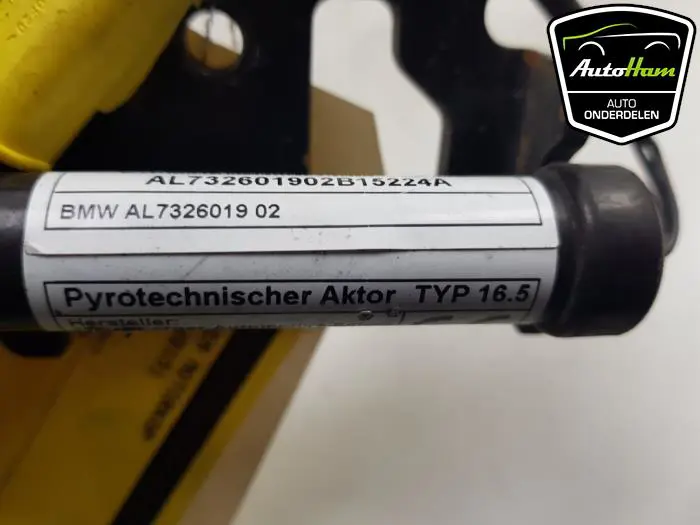 AutoHam
AUTO
ONDERDELEN
AL732601902B15224A
BMW AL7326019 02
Pyrotechnischer Aktor TYP 16.5
Hersteller: